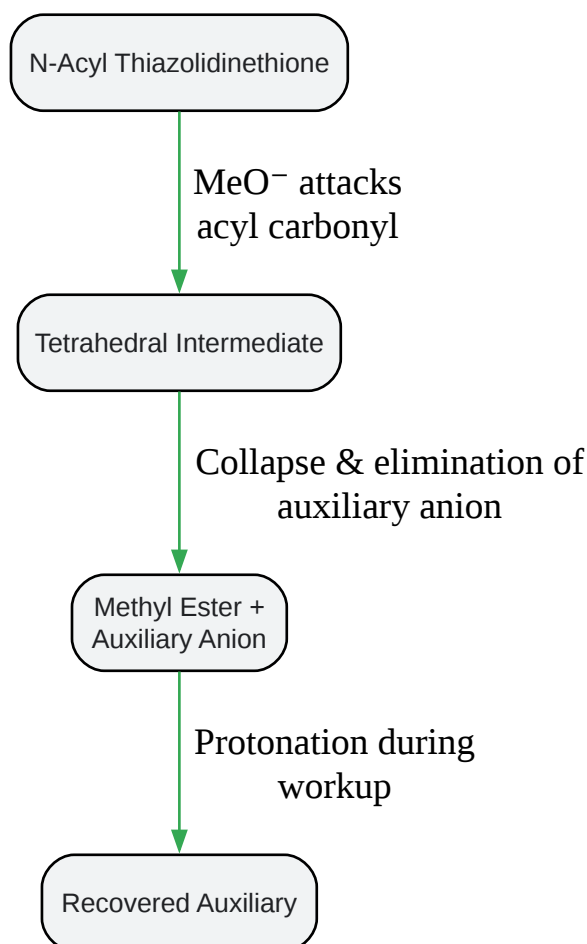 N-Acyl Thiazolidinethione
MeO⁻ attacks
acyl carbonyl
Tetrahedral Intermediate
Collapse & elimination of
auxiliary anion
Methyl Ester +
Auxiliary Anion
Protonation during
workup
Recovered Auxiliary